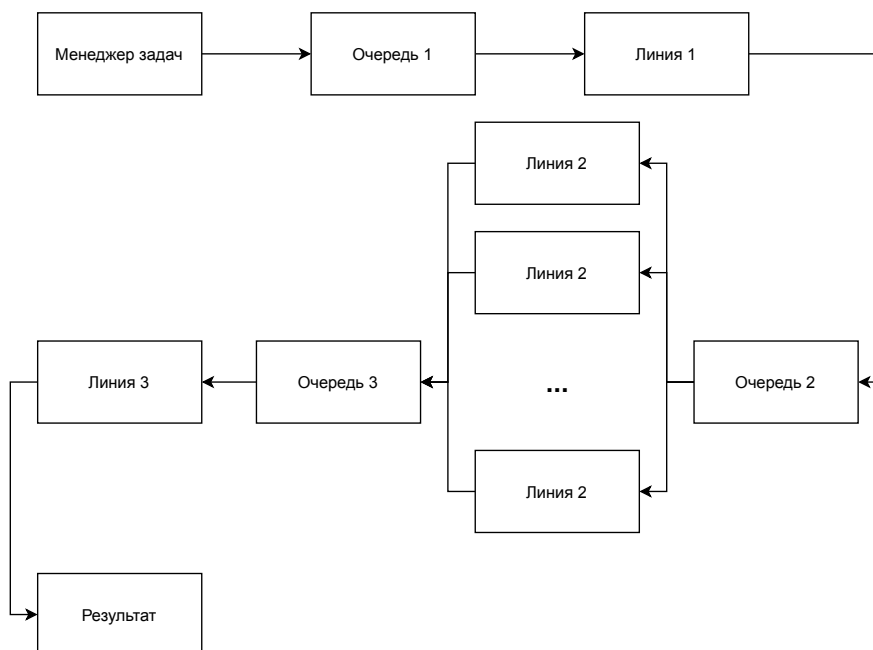 Менеджер задач
Очередь 1
Линия 1
Линия 2
Линия 2
Линия 3
Очередь 3
...
Очередь 2
Линия 2
Результат